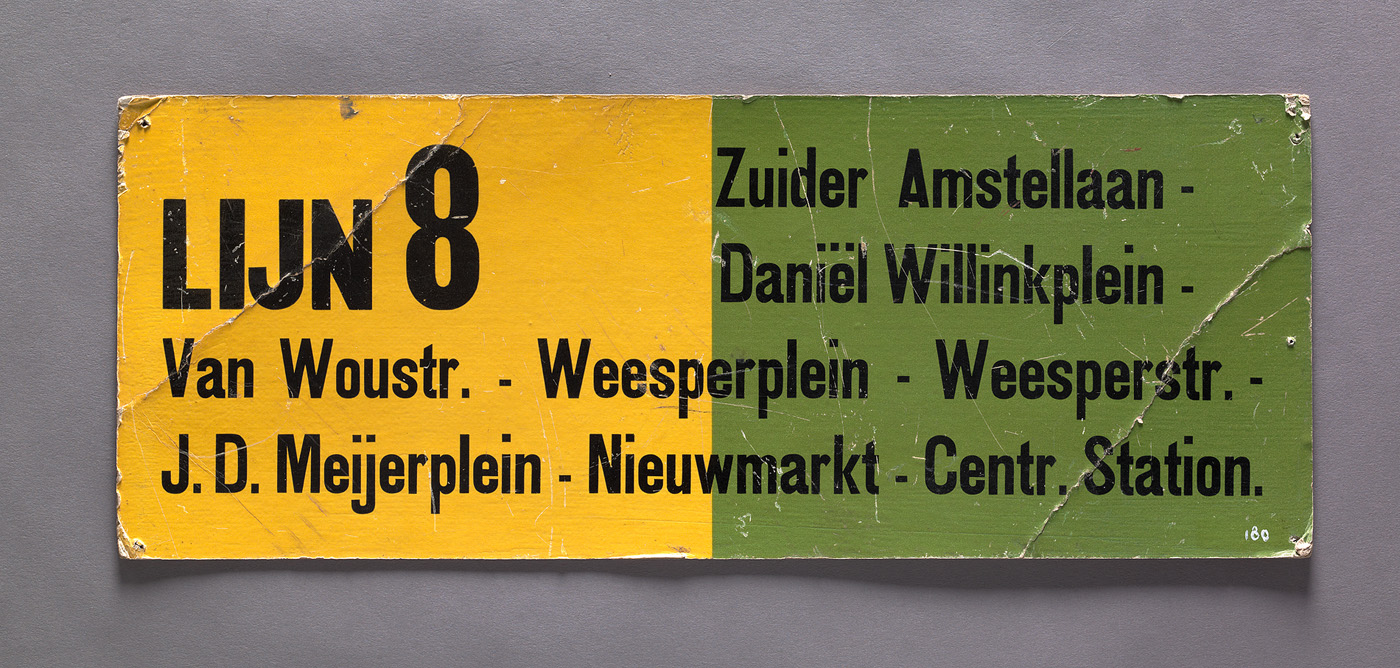 LIJN 8
Zuider Amstellaan -
Daniël Willinkplein -
Van Woustr. - Weesperplein - Weesperstr. -
J. D. Meijerplein - Nieuwmarkt - Centr. Station.
180